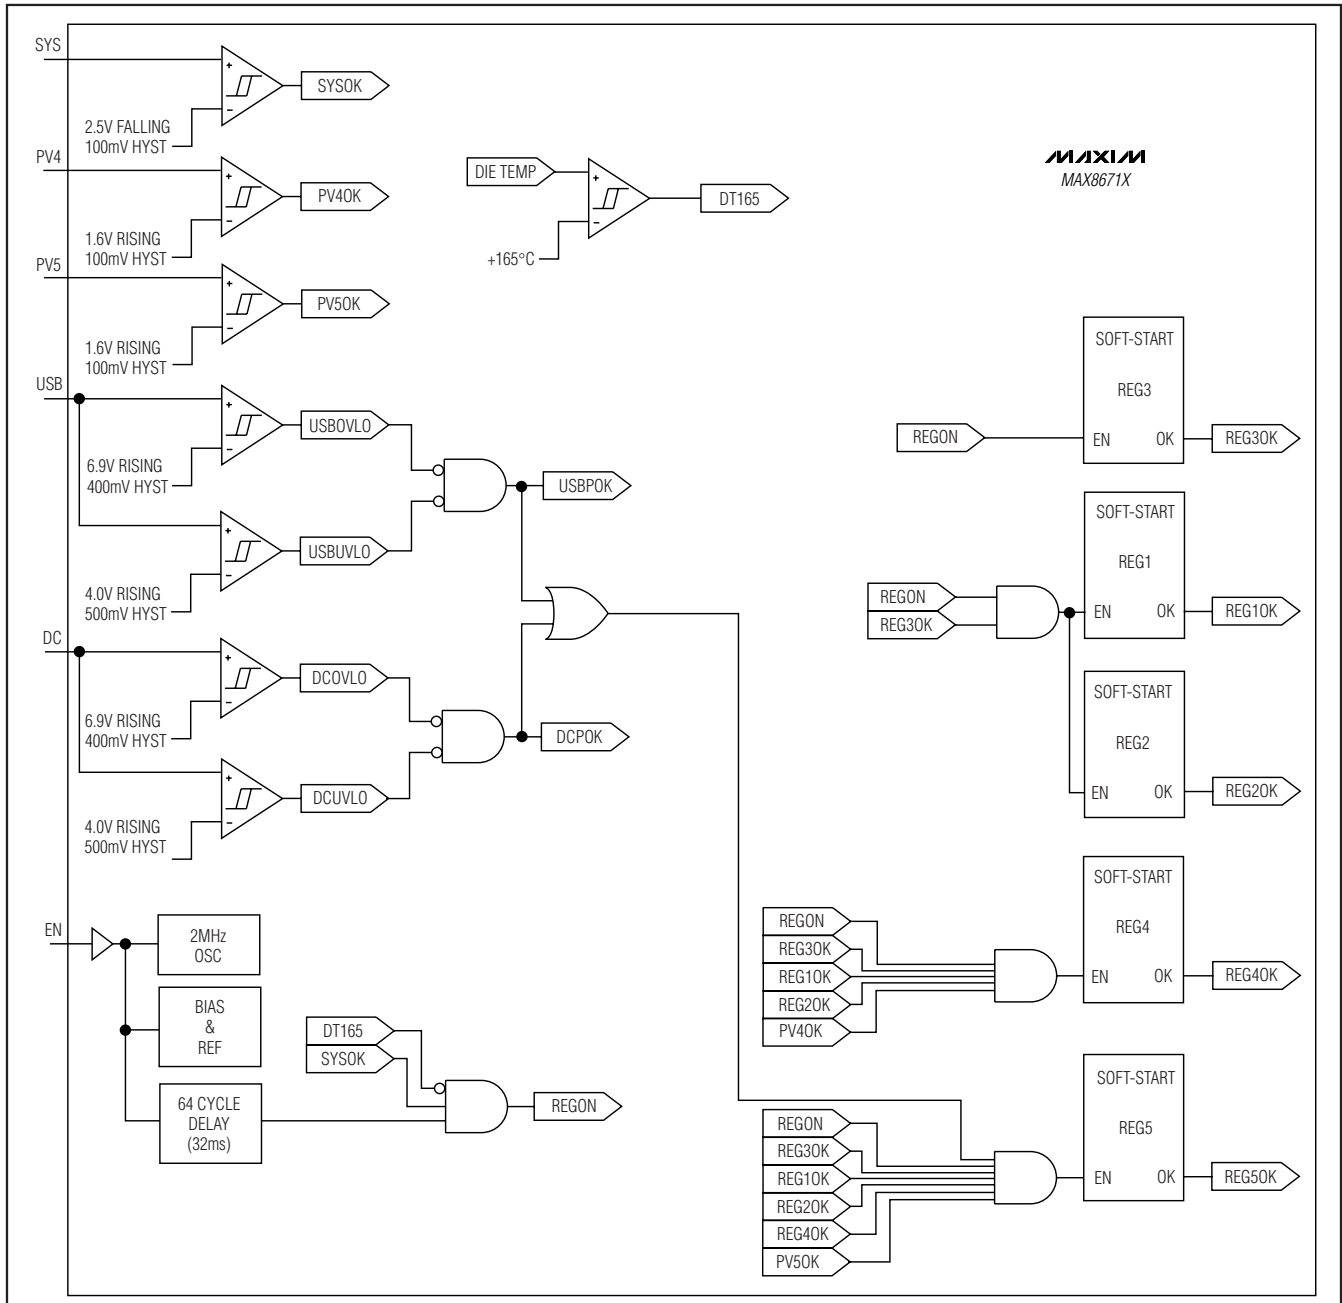 SYS
+
−
SYSOK
2.5V FALLING
100mV HYST
PV4
+
−
PV4OK
1.6V RISING
100mV HYST
PV5
+
−
PV5OK
1.6V RISING
100mV HYST
DIE TEMP
+
−
DT165
+165°C
MAXIM
MAX8671X
USB
+
−
USBOVLO
6.9V RISING
400mV HYST
+
−
USBUVLO
4.0V RISING
500mV HYST
USBPOK
DC
+
−
DCOVLO
6.9V RISING
400mV HYST
+
−
DCUVLO
4.0V RISING
500mV HYST
DCPOK
EN
2MHz
OSC
BIAS
&
REF
64 CYCLE
DELAY
(32ms)
DT165
SYSOK
REGON
SOFT-START
REG3
REGON
EN
OK
REG3OK
SOFT-START
REG1
REGON
REG3OK
EN
OK
REG1OK
SOFT-START
REG2
EN
OK
REG2OK
SOFT-START
REG4
REGON
REG3OK
REG1OK
REG2OK
PV4OK
EN
OK
REG4OK
SOFT-START
REG5
REGON
REG3OK
REG1OK
REG2OK
REG4OK
PV5OK
EN
OK
REG5OK